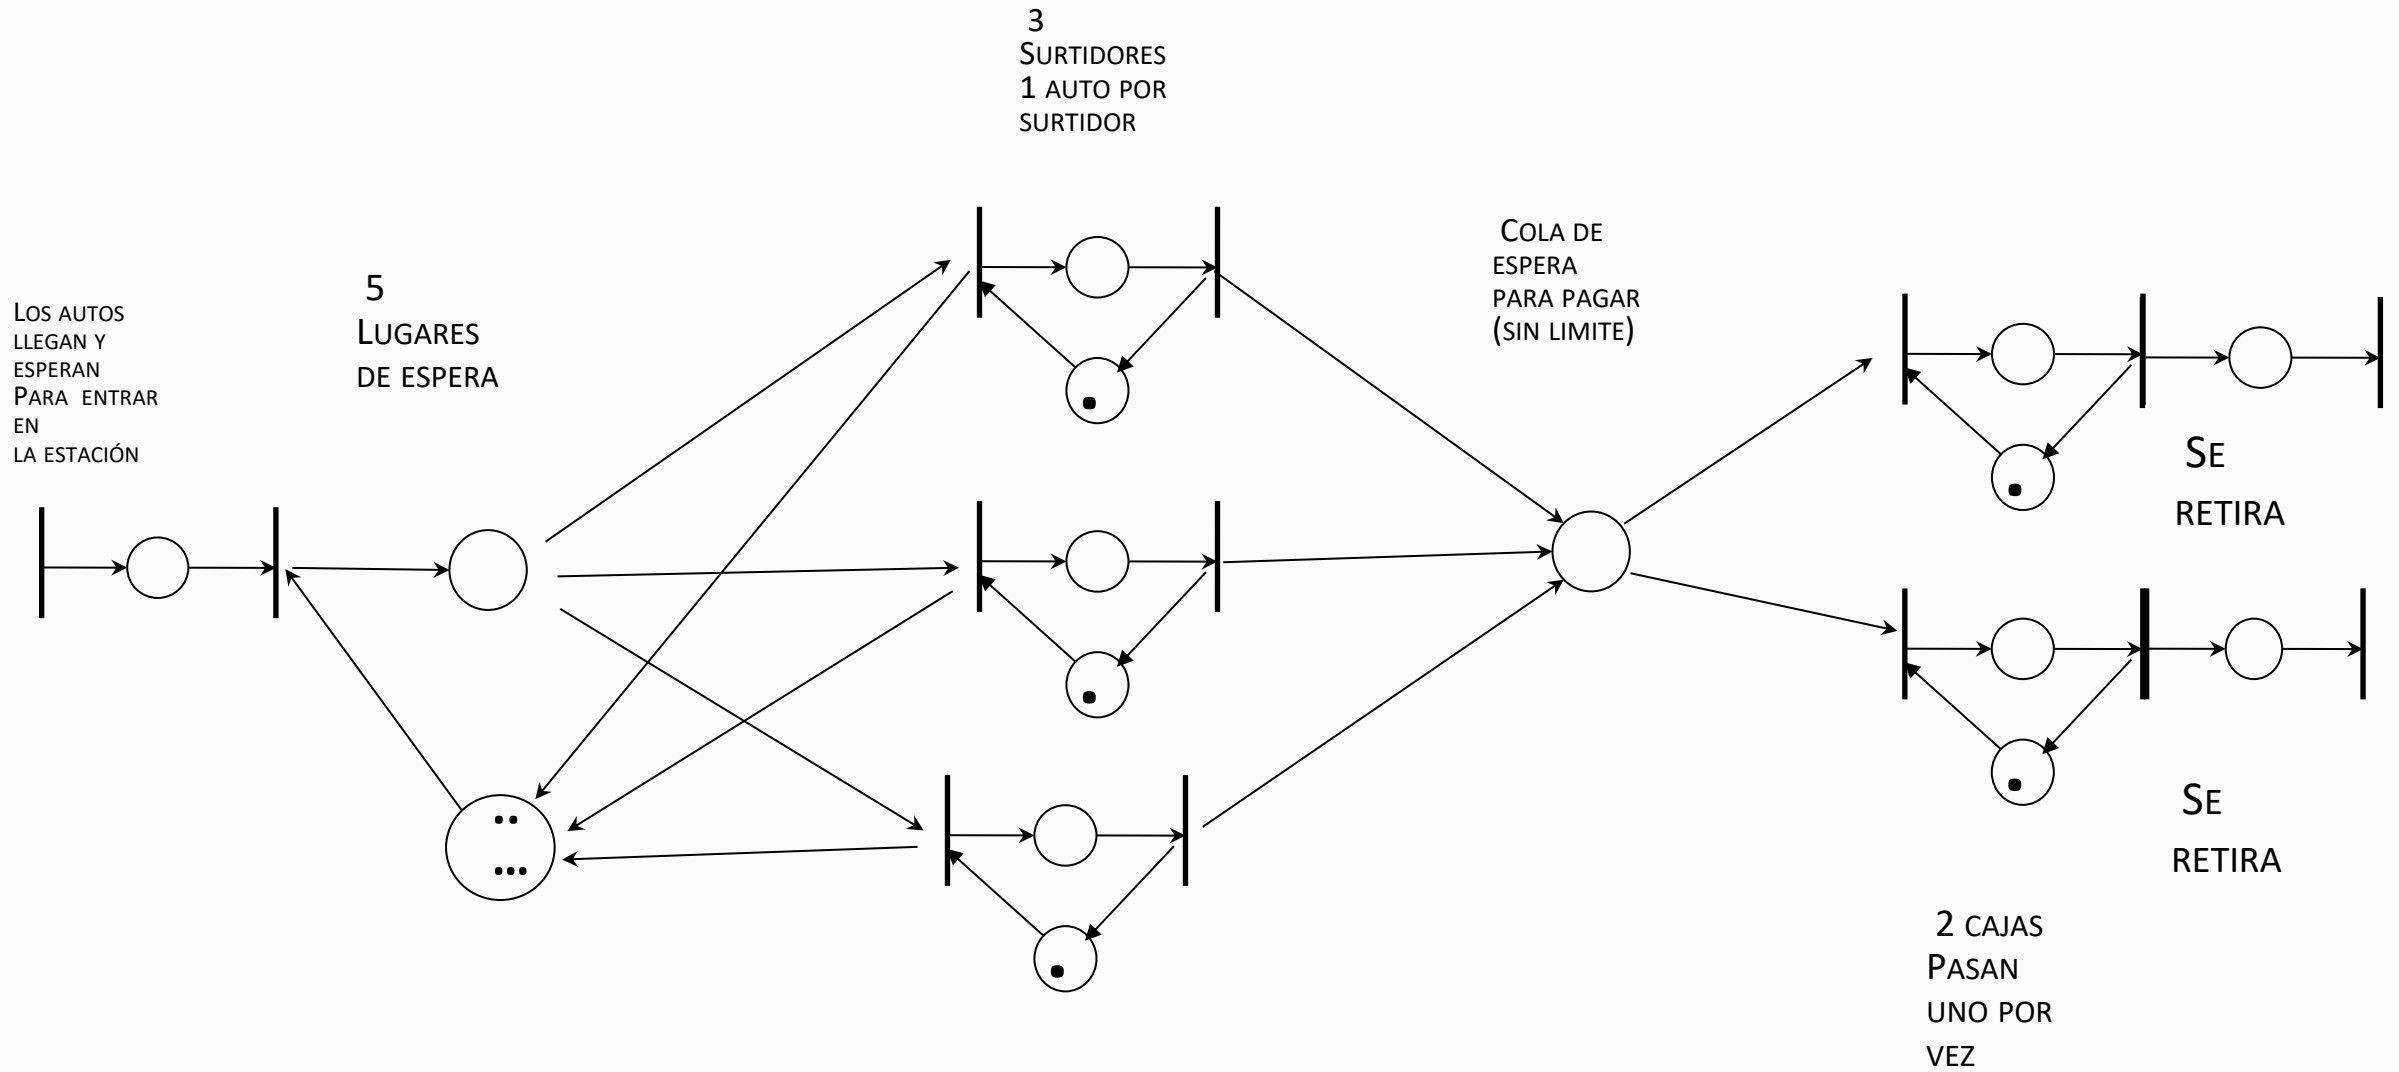 3
SURTIDORES
1 AUTO POR
SURTIDOR
COLA DE
ESPERA
PARA PAGAR
(SIN LIMITE)
5
LUGARES
DE ESPERA
LOS AUTOS
LLEGAN Y
ESPERAN
PARA ENTRAR
EN
LA ESTACIÓN
SE
RETIRA
SE
RETIRA
2 CAJAS
PASAN
UNO POR
VEZ